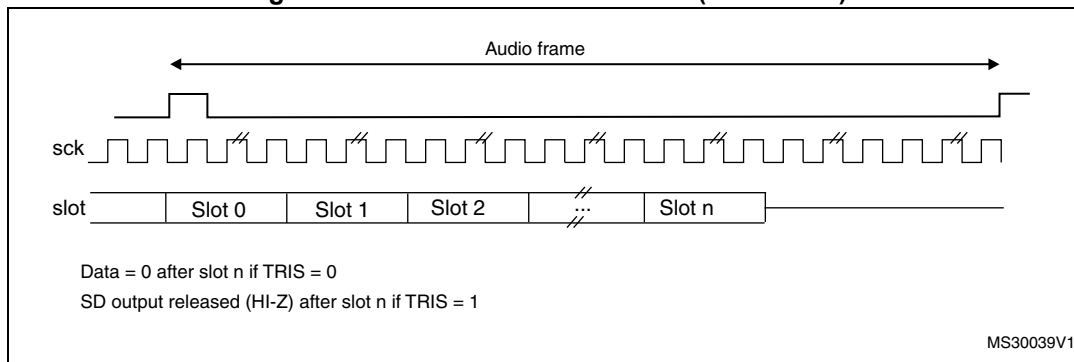 Audio frame
sck
slot
Slot 0
Slot 1
Slot 2
...
Slot n
Data = 0 after slot n if TRIS = 0
SD output released (HI-Z) after slot n if TRIS = 1
MS30039V1